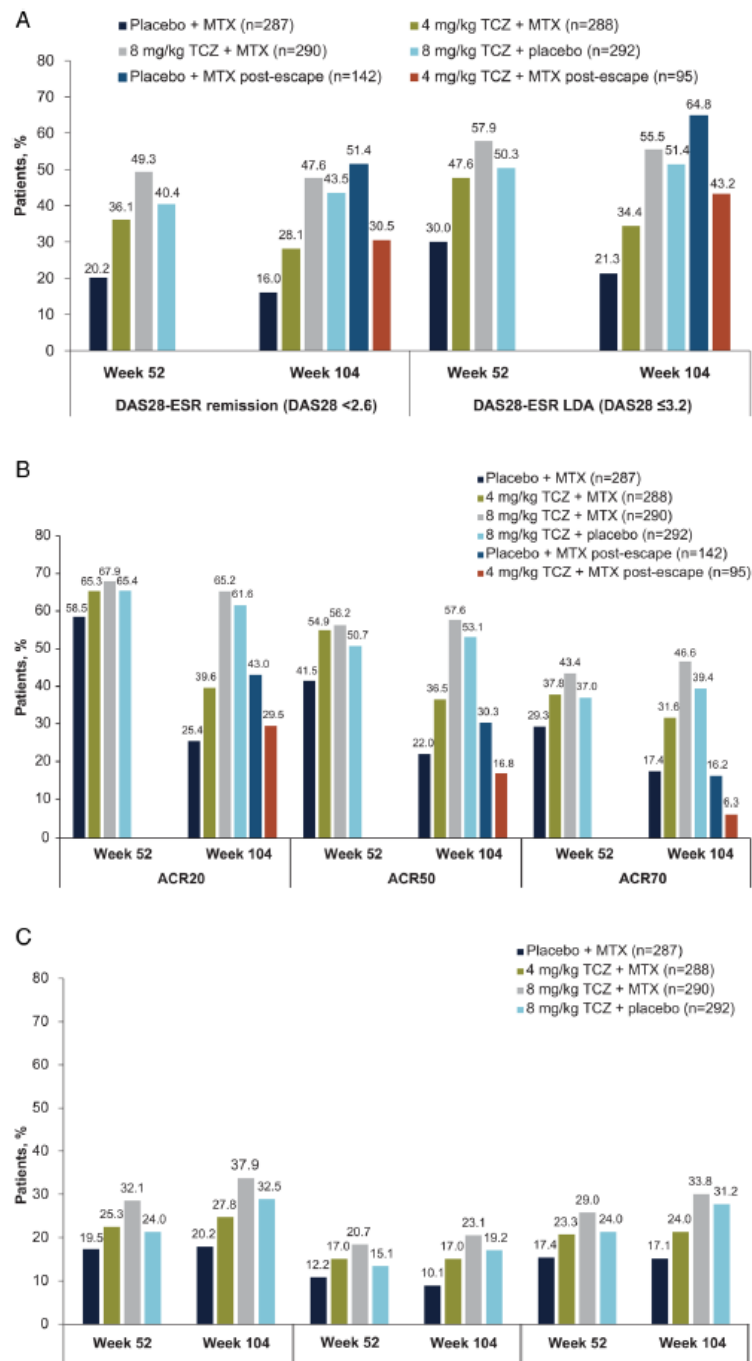 A
Placebo + MTX (n=287)
4 mg/kg TCZ + MTX (n=288)
8 mg/kg TCZ + MTX (n=290)
8 mg/kg TCZ + placebo (n=292)
Placebo + MTX post-escape (n=142)
4 mg/kg TCZ + MTX post-escape (n=95)
Patients, %
80
70
60
50
40
30
20
10
0
20.2 36.1 49.3 40.4
16.0 28.1 47.6 43.5 51.4 30.5
30.0 47.6 57.9 50.3
21.3 34.4 55.5 51.4 64.8 43.2
Week 52 Week 104 Week 52 Week 104
DAS28-ESR remission (DAS28 <2.6) DAS28-ESR LDA (DAS28 ≤3.2)
B
Placebo + MTX (n=287)
4 mg/kg TCZ + MTX (n=288)
8 mg/kg TCZ + MTX (n=290)
8 mg/kg TCZ + placebo (n=292)
Placebo + MTX post-escape (n=142)
4 mg/kg TCZ + MTX post-escape (n=95)
Patients, %
80
70
60
50
40
30
20
10
0
58.5 65.3 67.9 65.4
25.4 39.6 65.2 61.6 43.0 29.5
41.5 54.9 56.2 50.7
22.0 36.5 57.6 53.1 30.3 16.8
29.3 37.8 43.4 37.0
17.4 31.6 46.6 39.4 16.2 6.3
Week 52 Week 104 Week 52 Week 104 Week 52 Week 104
ACR20 ACR50 ACR70
C
Placebo + MTX (n=287)
4 mg/kg TCZ + MTX (n=288)
8 mg/kg TCZ + MTX (n=290)
8 mg/kg TCZ + placebo (n=292)
Patients, %
80
70
60
50
40
30
20
10
0
19.5 25.3 32.1 24.0
20.2 27.8 37.9 32.5
12.2 17.0 20.7 15.1
10.1 17.0 23.1 19.2
17.4 23.3 29.0 24.0
17.1 24.0 33.8 31.2
Week 52 Week 104 Week 52 Week 104 Week 52 Week 104